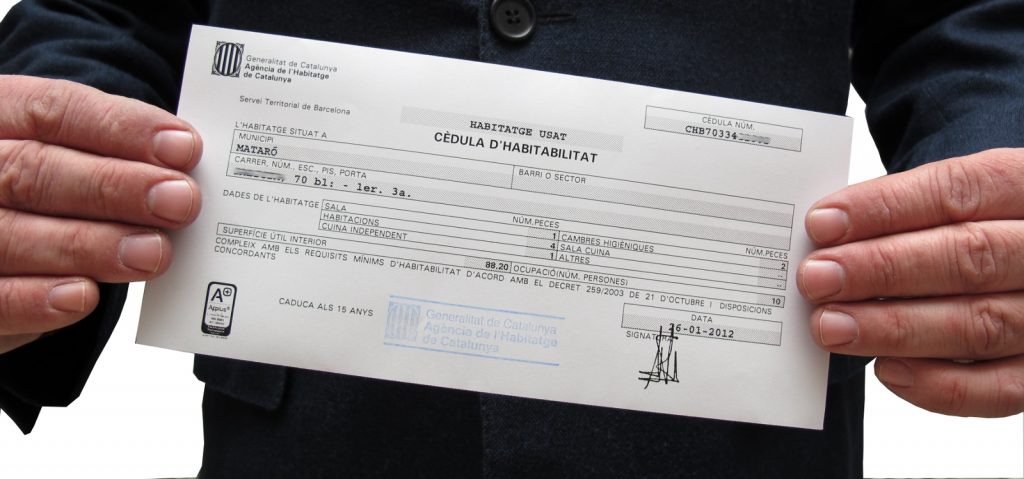 Generalitat de Catalunya
Agència de l'Habitatge
de Catalunya
Servei Territorial de Barcelona
HABITATGE USAT
CÈDULA D'HABITABILITAT
CÈDULA NÚM.
CHB70334
L'HABITATGE SITUAT A
MUNICIPI
MATARÓ
BARRI O SECTOR
CARRER, NÚM., ESC., PIS, PORTA
70 bl: - 1er. 3a.
DADES DE L'HABITATGE
NÚM.PECES
NÚM.PECES
SALA 1 CAMBRES HIGIÈNIQUES 2
HABITACIONS 4 SALA CUINA --
CUINA INDEPENDENT 1 ALTRES --
SUPERFÍCIE ÚTIL INTERIOR 88.20 OCUPACIÓ(NÚM. PERSONES) 10
COMPLEIX AMB ELS REQUISITS MÍNIMS D'HABITABILITAT D'ACORD AMB EL DECRET 259/2003 DE 21 D'OCTUBRE I DISPOSICIONS
CONCORDANTS
A+
Applus+
CADUCA ALS 15 ANYS
Generalitat de Catalunya
Agència de l'Habitatge
de Catalunya
DATA
26-01-2012
SIGNATURA